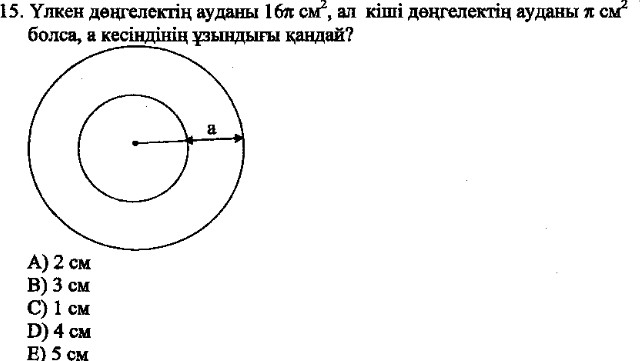 15. Үлкен дөңгелектің ауданы 16π см², ал кіші дөңгелектің ауданы π см²
болса, а кесіндінің ұзындығы қандай?
a
A) 2 см
B) 3 см
C) 1 см
D) 4 см
E) 5 см